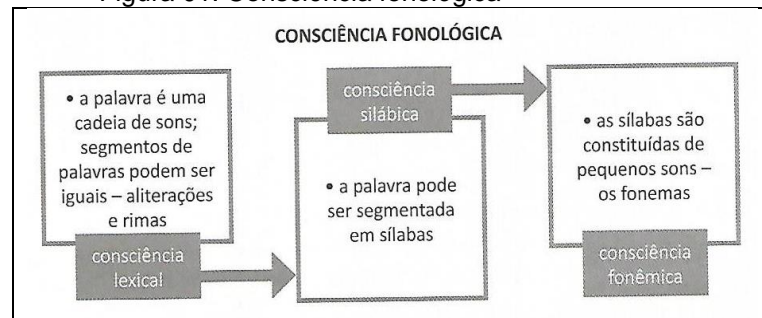 CONSCIÊNCIA FONOLÓGICA
• a palavra é uma
cadeia de sons;
segmentos de
palavras podem ser
iguais – aliterações
e rimas
consciência
lexical
consciência
silábica
• a palavra pode
ser segmentada
em sílabas
• as sílabas são
constituídas de
pequenos sons –
os fonemas
consciência
fonêmica